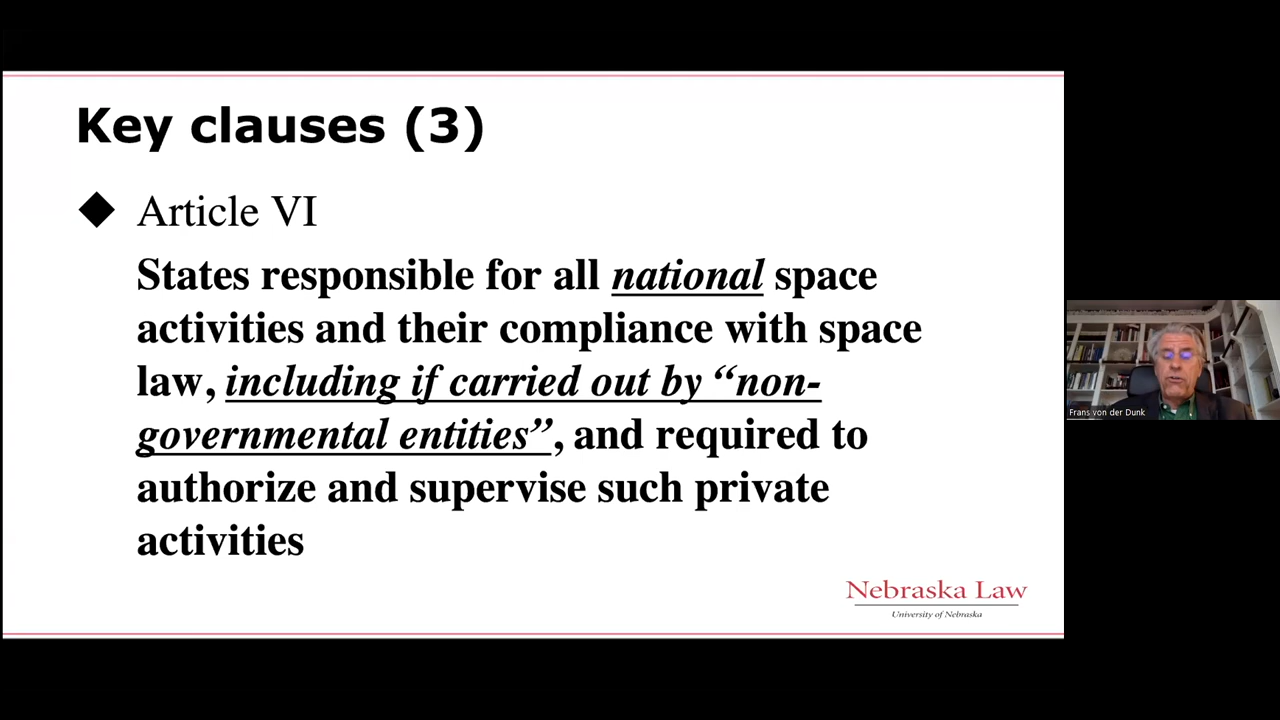 Key clauses (3)
Article VI
States responsible for all national space
activities and their compliance with space
law, including if carried out by “non-
governmental entities”, and required to
authorize and supervise such private
activities
Nebraska Law
University of Nebraska
Frans von der Dunk